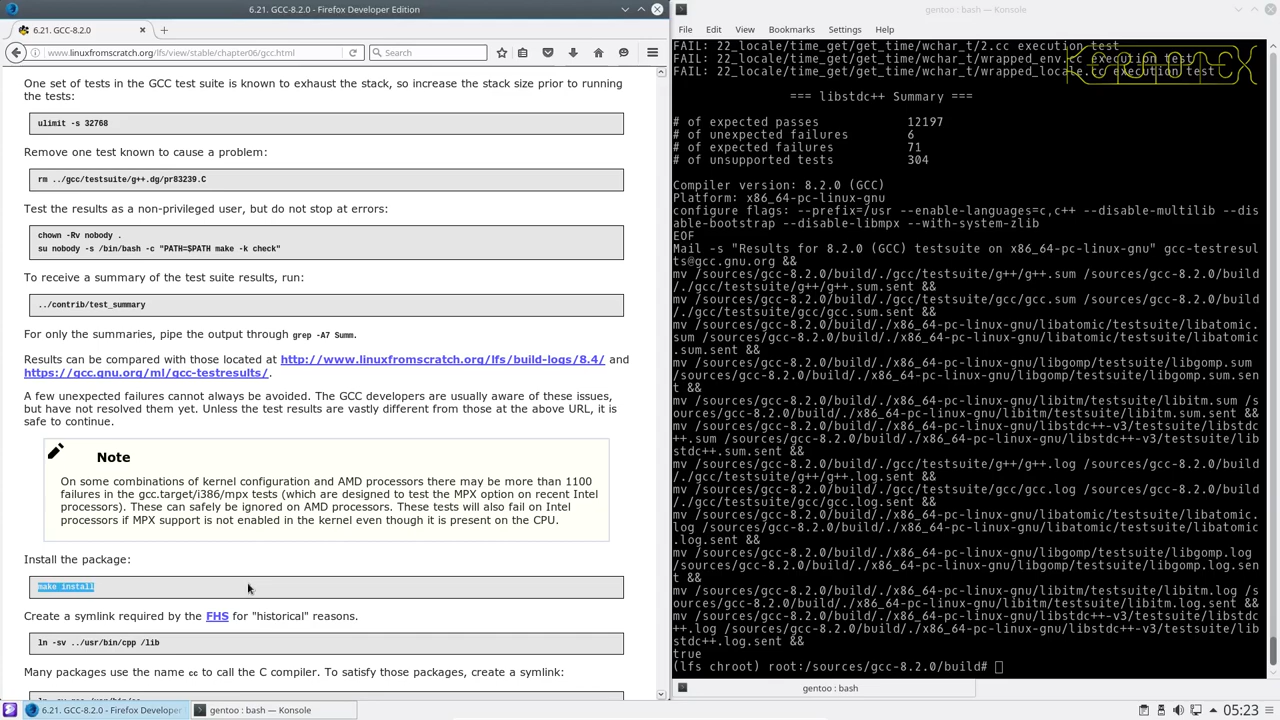 6.21. GCC-8.2.0 - Firefox Developer Edition
6.21. GCC-8.2.0
www.linuxfromscratch.org/lfs/view/stable/chapter06/gcc.html
Search
One set of tests in the GCC test suite is known to exhaust the stack, so increase the stack size prior to running
the tests:
ulimit -s 32768
Remove one test known to cause a problem:
rm ../gcc/testsuite/g++.dg/pr83239.C
Test the results as a non-privileged user, but do not stop at errors:
chown -Rv nobody .
su nobody -s /bin/bash -c "PATH=$PATH make -k check"
To receive a summary of the test suite results, run:
../contrib/test_summary
For only the summaries, pipe the output through grep -A7 Summ.
Results can be compared with those located at http://www.linuxfromscratch.org/lfs/build-logs/8.4/ and
https://gcc.gnu.org/ml/gcc-testresults/.
A few unexpected failures cannot always be avoided. The GCC developers are usually aware of these issues,
but have not resolved them yet. Unless the test results are vastly different from those at the above URL, it is
safe to continue.
Note
On some combinations of kernel configuration and AMD processors there may be more than 1100
failures in the gcc.target/i386/mpx tests (which are designed to test the MPX option on recent Intel
processors). These can safely be ignored on AMD processors. These tests will also fail on Intel
processors if MPX support is not enabled in the kernel even though it is present on the CPU.
Install the package:
make install
Create a symlink required by the FHS for "historical" reasons.
ln -sv ../usr/bin/cpp /lib
Many packages use the name cc to call the C compiler. To satisfy those packages, create a symlink:
gentoo : bash — Konsole
File Edit View Bookmarks Settings Help
FAIL: 22_locale/time_get/get_time/wchar_t/2.cc execution test
FAIL: 22_locale/time_get/get_time/wchar_t/wrapped_env.cc execution test
FAIL: 22_locale/time_get/get_time/wchar_t/wrapped_locale.cc execution test
=== libstdc++ Summary ===
# of expected passes 12197
# of unexpected failures 6
# of expected failures 71
# of unsupported tests 304
Compiler version: 8.2.0 (GCC)
Platform: x86_64-pc-linux-gnu
configure flags: --prefix=/usr --enable-languages=c,c++ --disable-multilib --dis
able-bootstrap --disable-libmpx --with-system-zlib
EOF
Mail -s "Results for 8.2.0 (GCC) testsuite on x86_64-pc-linux-gnu" gcc-testresul
ts@gcc.gnu.org &&
mv /sources/gcc-8.2.0/build/./gcc/testsuite/g++/g++.sum /sources/gcc-8.2.0/build
/./gcc/testsuite/g++/g++.sum.sent &&
mv /sources/gcc-8.2.0/build/./gcc/testsuite/gcc/gcc.sum /sources/gcc-8.2.0/build
/./gcc/testsuite/gcc/gcc.sum.sent &&
mv /sources/gcc-8.2.0/build/./x86_64-pc-linux-gnu/libatomic/testsuite/libatomic.
sum /sources/gcc-8.2.0/build/./x86_64-pc-linux-gnu/libatomic/testsuite/libatomic
.sum.sent &&
mv /sources/gcc-8.2.0/build/./x86_64-pc-linux-gnu/libgomp/testsuite/libgomp.sum
/sources/gcc-8.2.0/build/./x86_64-pc-linux-gnu/libgomp/testsuite/libgomp.sum.sen
t &&
mv /sources/gcc-8.2.0/build/./x86_64-pc-linux-gnu/libitm/testsuite/libitm.sum /s
ources/gcc-8.2.0/build/./x86_64-pc-linux-gnu/libitm/testsuite/libitm.sum.sent &&
mv /sources/gcc-8.2.0/build/./x86_64-pc-linux-gnu/libstdc++-v3/testsuite/libstdc
++.sum /sources/gcc-8.2.0/build/./x86_64-pc-linux-gnu/libstdc++-v3/testsuite/lib
stdc++.sum.sent &&
mv /sources/gcc-8.2.0/build/./gcc/testsuite/g++/g++.log /sources/gcc-8.2.0/build
/./gcc/testsuite/g++/g++.log.sent &&
mv /sources/gcc-8.2.0/build/./gcc/testsuite/gcc/gcc.log /sources/gcc-8.2.0/build
/./gcc/testsuite/gcc/gcc.log.sent &&
mv /sources/gcc-8.2.0/build/./x86_64-pc-linux-gnu/libatomic/testsuite/libatomic.
log /sources/gcc-8.2.0/build/./x86_64-pc-linux-gnu/libatomic/testsuite/libatomic
.log.sent &&
mv /sources/gcc-8.2.0/build/./x86_64-pc-linux-gnu/libgomp/testsuite/libgomp.log
/sources/gcc-8.2.0/build/./x86_64-pc-linux-gnu/libgomp/testsuite/libgomp.log.sen
t &&
mv /sources/gcc-8.2.0/build/./x86_64-pc-linux-gnu/libitm/testsuite/libitm.log /s
ources/gcc-8.2.0/build/./x86_64-pc-linux-gnu/libitm/testsuite/libitm.log.sent &&
mv /sources/gcc-8.2.0/build/./x86_64-pc-linux-gnu/libstdc++-v3/testsuite/libstdc
++.log /sources/gcc-8.2.0/build/./x86_64-pc-linux-gnu/libstdc++-v3/testsuite/lib
stdc++.log.sent &&
true
(lfs chroot) root:/sources/gcc-8.2.0/build#
gentoo : bash
6.21. GCC-8.2.0 - Firefox Developer
gentoo : bash — Konsole
05:23